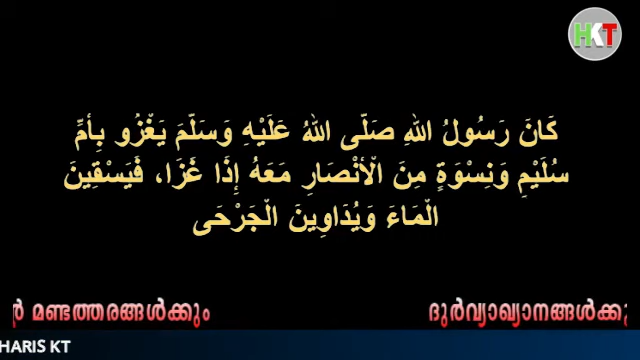 HKT
كَانَ رَسُولُ اللهِ صَلَّى اللهُ عَلَيْهِ وَسَلَّمَ يَغْزُو بِأُمِّ
سُلَيْمٍ وَنِسْوَةٍ مِنَ الْأَنْصَارِ مَعَهُ إِذَا غَزَا، فَيَسْقِينَ
الْمَاءَ وَيُدَاوِينَ الْجَرْحَى
മണ്ടത്തരങ്ങൾക്കും ദുർവ്യാഖ്യാനങ്ങൾക്കു
HARIS KT